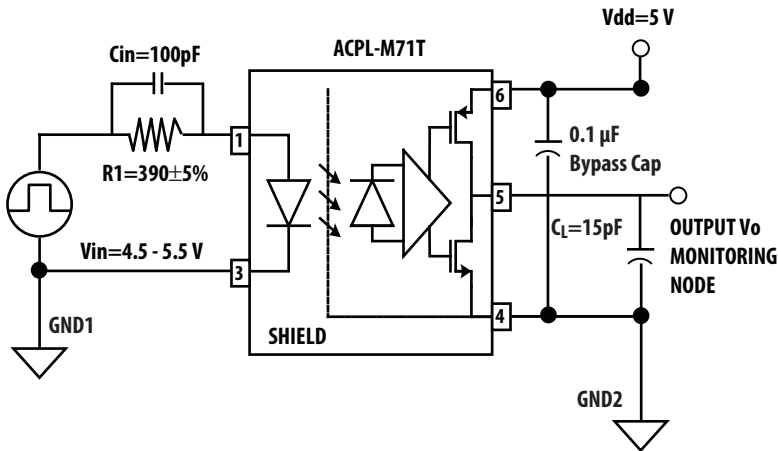 Vdd=5 V
Cin=100pF
ACPL-M71T
6
0.1 µF
Bypass Cap
1
R1=390±5%
5
CL=15pF
OUTPUT Vo
MONITORING
NODE
Vin=4.5 - 5.5 V
3
GND1
SHIELD
4
GND2